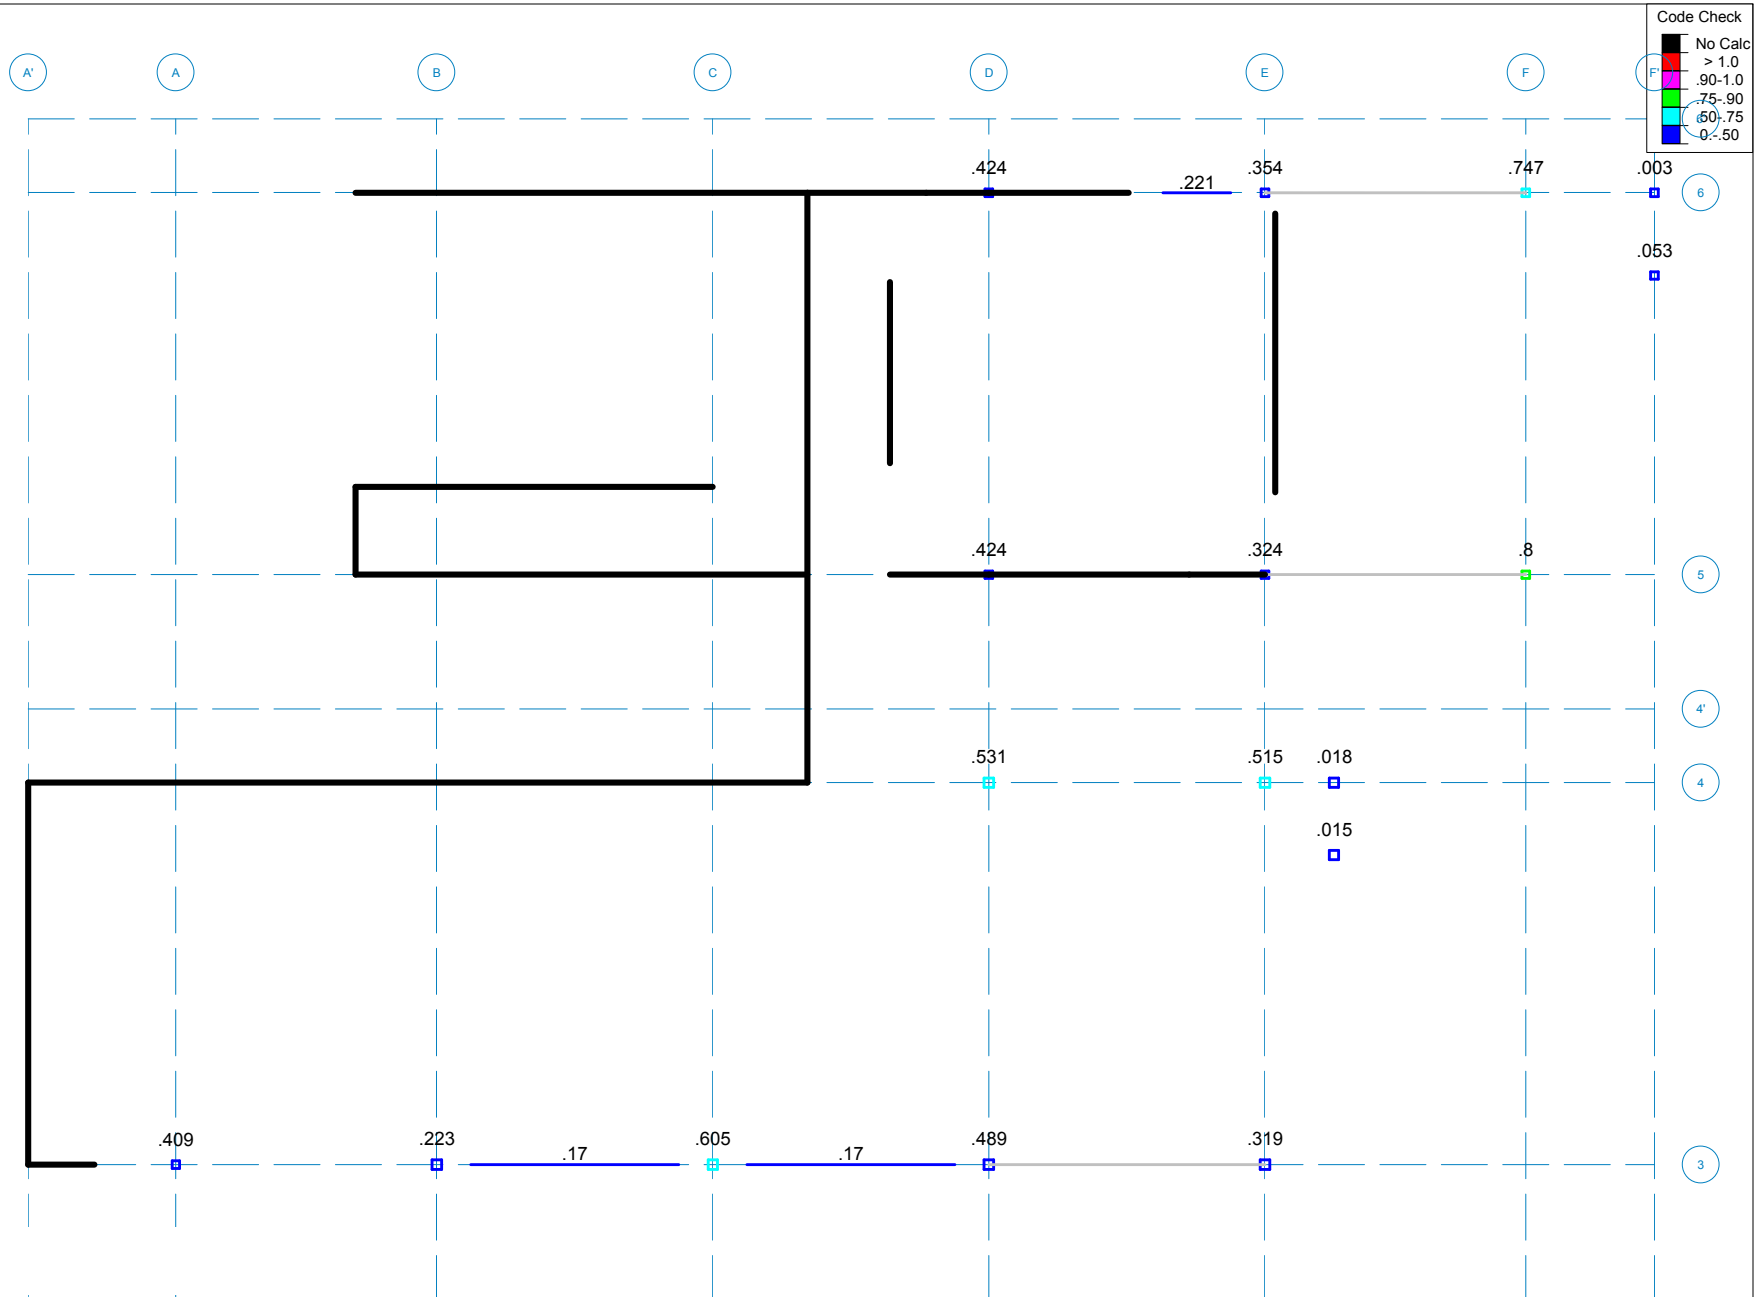 Code Check
No Calc
> 1.0
.90-1.0
.75-.90
.50-.75
0.-.50
A' A B C D E F F'
6'
.424 .221 .354 .747 .003
6
.053
.424 .324 .8
5
4'
.531 .515 .018
4
.015
.409 .223 .17 .605 .17 .489 .319
3